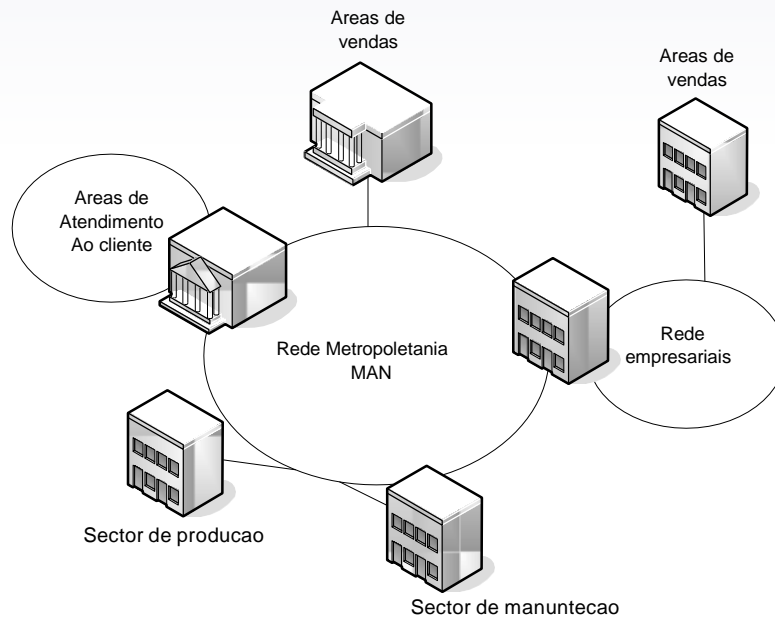 Areas de
vendas
Areas de
vendas
Areas de
Atendimento
Ao cliente
Rede Metropoletania
MAN
Rede
empresariais
Sector de producao
Sector de manuntecao